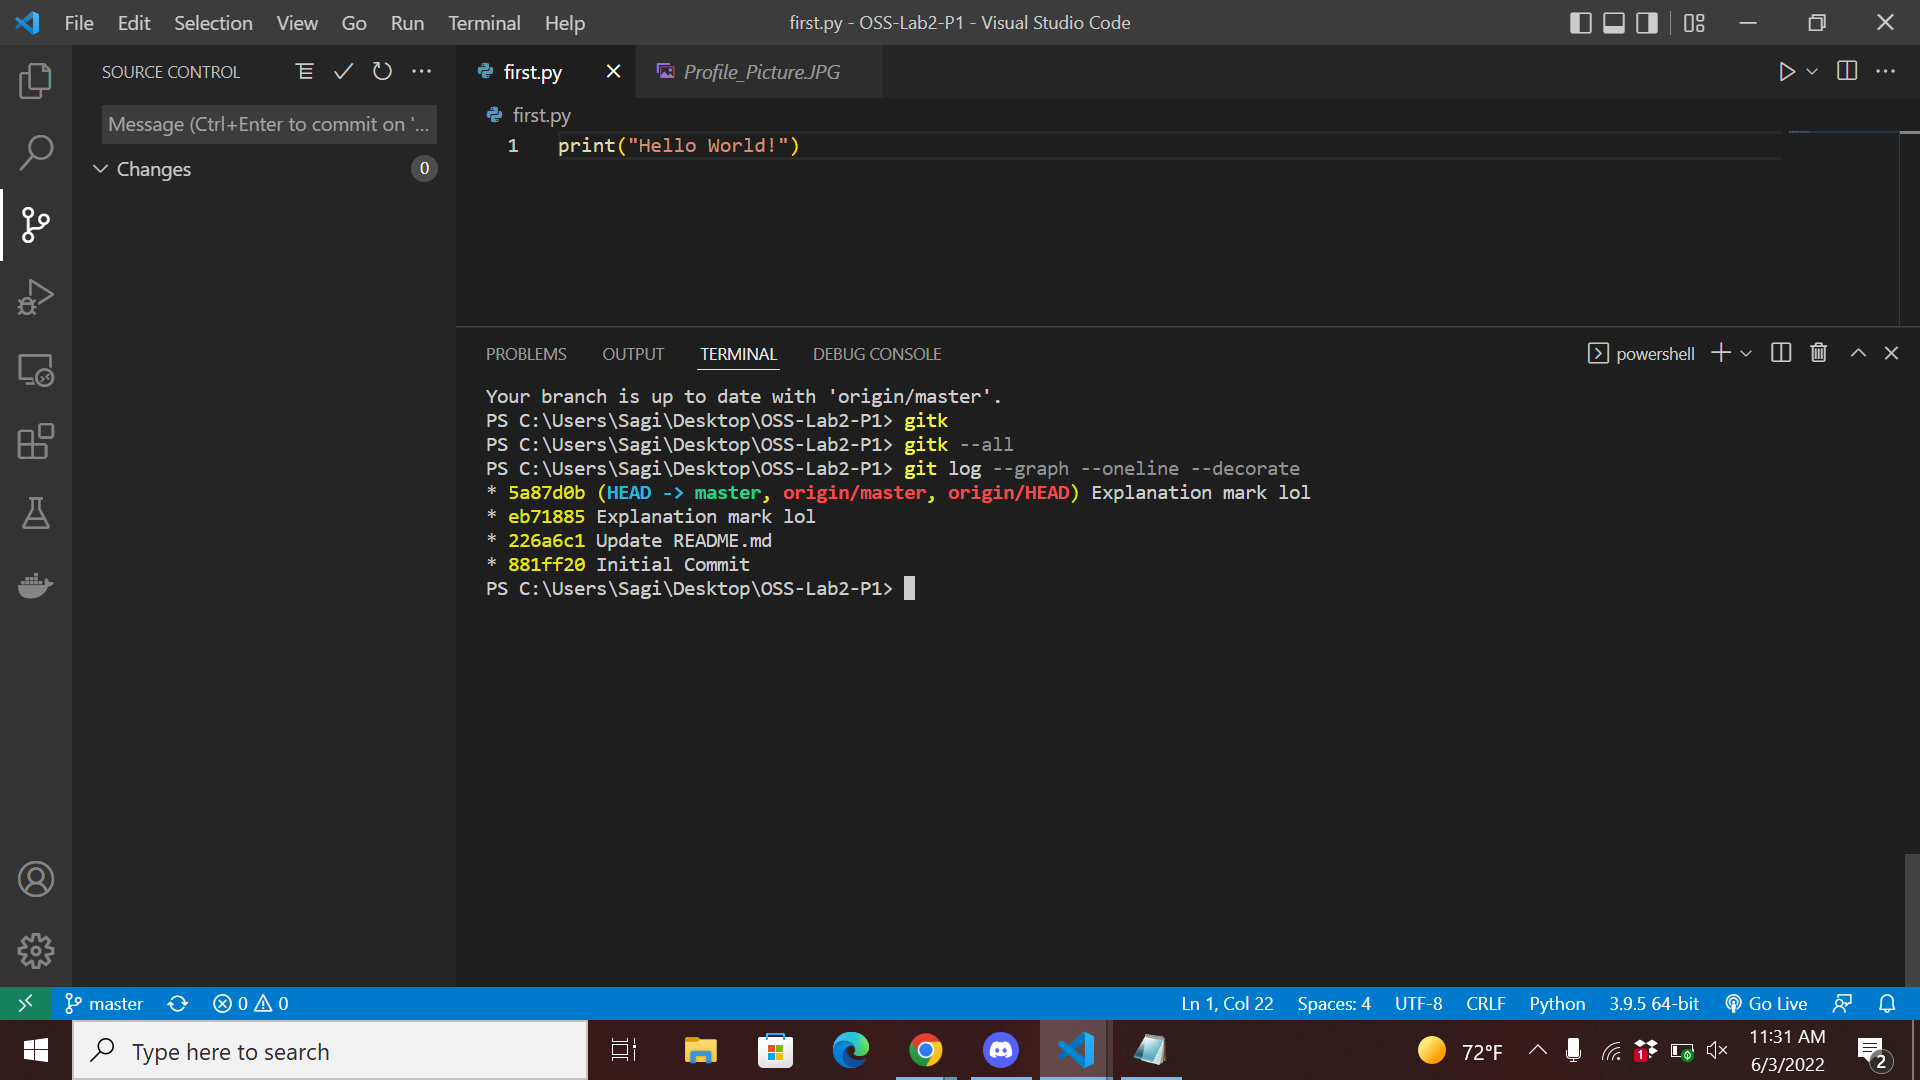 File Edit Selection View Go Run Terminal Help
first.py - OSS-Lab2-P1 - Visual Studio Code
SOURCE CONTROL
Message (Ctrl+Enter to commit on '...
Changes
0
first.py
Profile_Picture.JPG
first.py
1 print("Hello World!")
PROBLEMS OUTPUT TERMINAL DEBUG CONSOLE
powershell
Your branch is up to date with 'origin/master'.
PS C:\Users\Sagi\Desktop\OSS-Lab2-P1> gitk
PS C:\Users\Sagi\Desktop\OSS-Lab2-P1> gitk --all
PS C:\Users\Sagi\Desktop\OSS-Lab2-P1> git log --graph --oneline --decorate
* 5a87d0b (HEAD -> master, origin/master, origin/HEAD) Explanation mark lol
* eb71885 Explanation mark lol
* 226a6c1 Update README.md
* 881ff20 Initial Commit
PS C:\Users\Sagi\Desktop\OSS-Lab2-P1>
master 0 0 Ln 1, Col 22 Spaces: 4 UTF-8 CRLF Python 3.9.5 64-bit Go Live
Type here to search
72°F
1
11:31 AM
6/3/2022
2